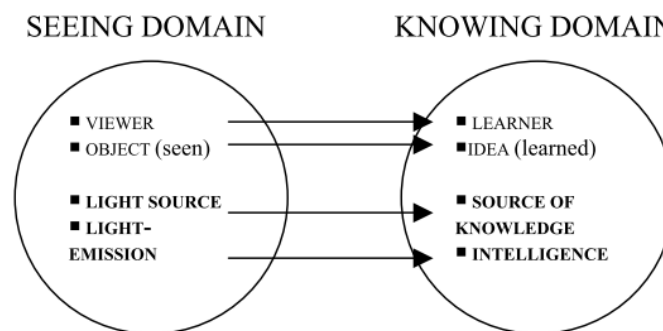 SEEING DOMAIN
KNOWING DOMAIN
▪ VIEWER
▪ OBJECT (seen)
▪ LIGHT SOURCE
▪ LIGHT-
EMISSION
▪ LEARNER
▪IDEA (learned)
▪ SOURCE OF
KNOWLEDGE
▪ INTELLIGENCE